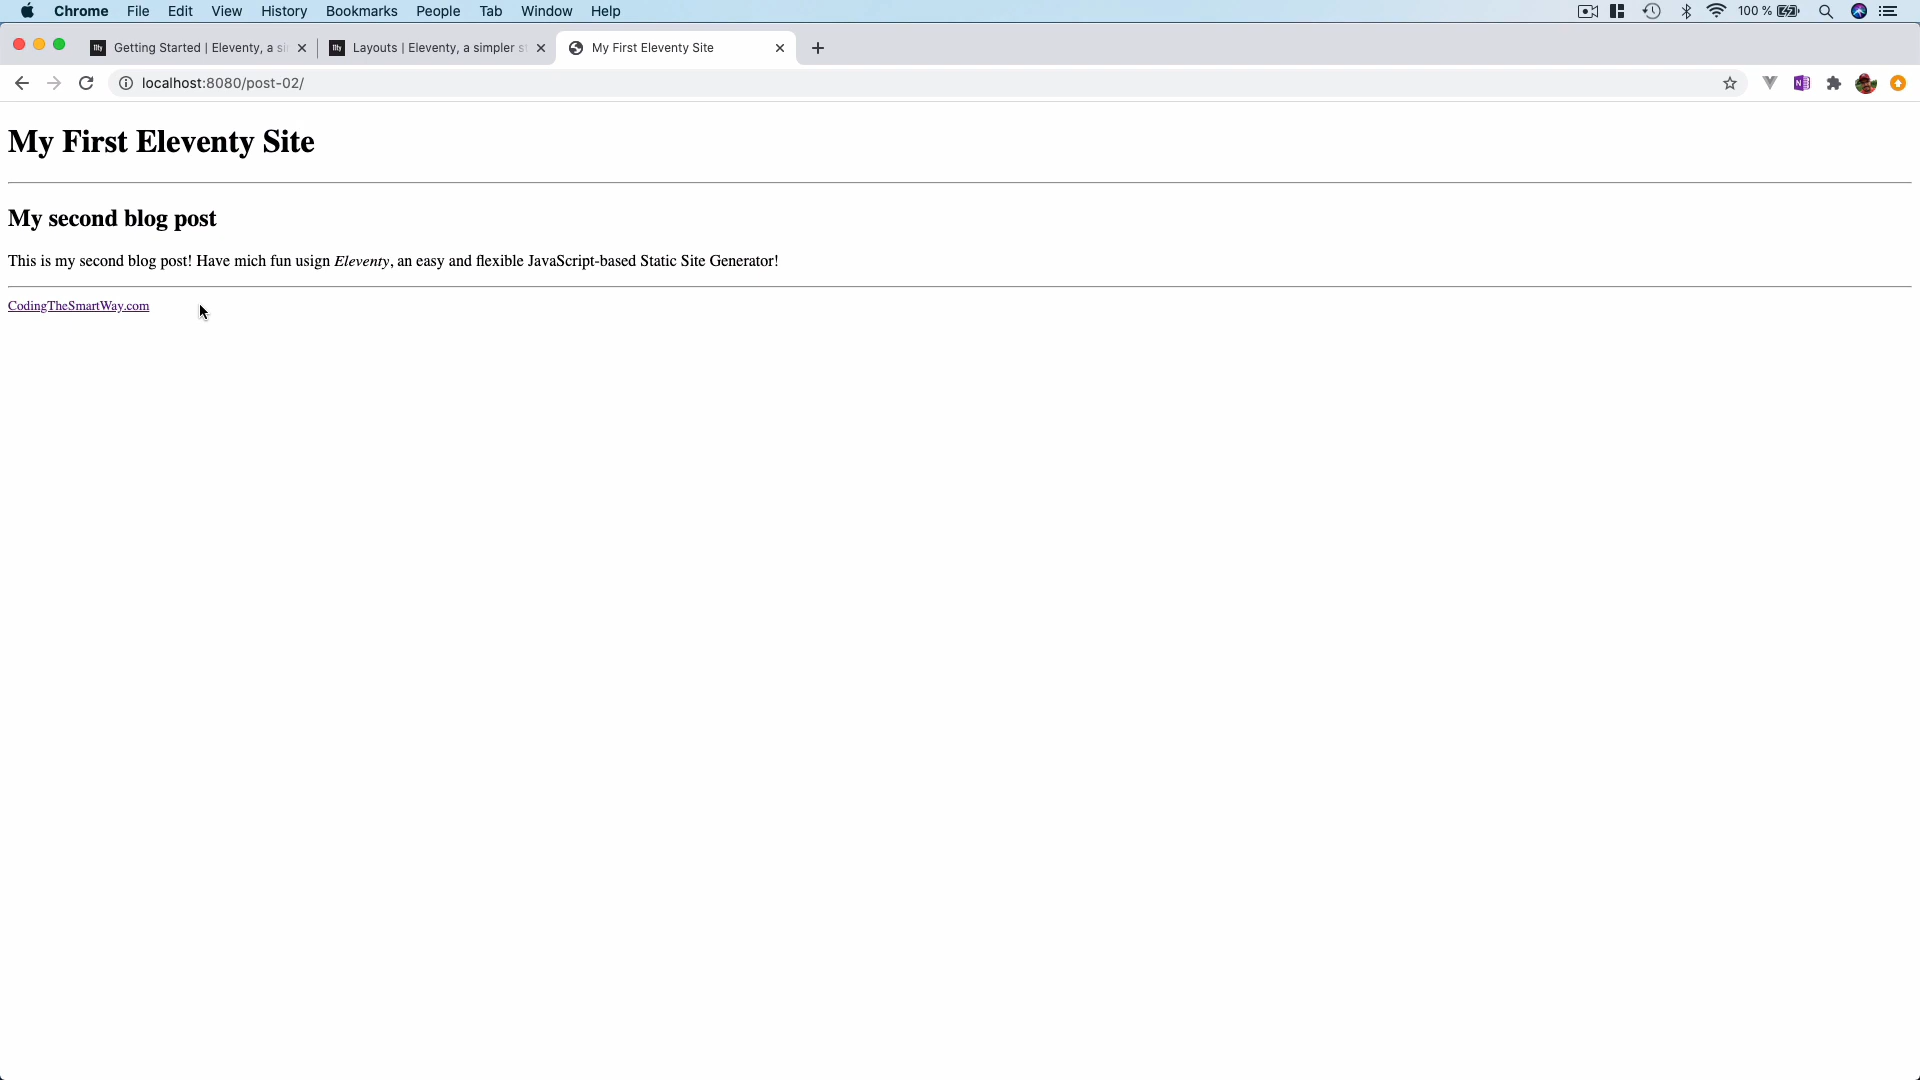 Chrome File Edit View History Bookmarks People Tab Window Help 100 %
Getting Started | Eleventy, a si Layouts | Eleventy, a simpler st My First Eleventy Site
localhost:8080/post-02/
My First Eleventy Site
My second blog post
This is my second blog post! Have mich fun usign Eleventy, an easy and flexible JavaScript-based Static Site Generator!
CodingTheSmartWay.com